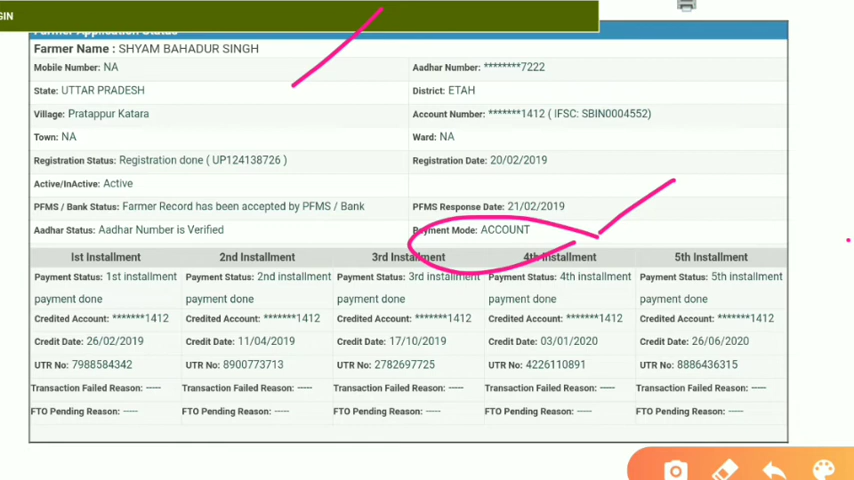 GIN
Farmer Application Status
Farmer Name : SHYAM BAHADUR SINGH
Mobile Number: NA Aadhar Number: ********7222
State: UTTAR PRADESH District: ETAH
Village: Pratappur Katara Account Number: *******1412 ( IFSC: SBIN0004552)
Town: NA Ward: NA
Registration Status: Registration done ( UP124138726 ) Registration Date: 20/02/2019
Active/InActive: Active
PFMS / Bank Status: Farmer Record has been accepted by PFMS / Bank PFMS Response Date: 21/02/2019
Aadhar Status: Aadhar Number is Verified Payment Mode: ACCOUNT
Ist Installment 2nd Installment 3rd Installment 4th Installment 5th Installment
Payment Status: 1st installment Payment Status: 2nd installment Payment Status: 3rd installment Payment Status: 4th installment Payment Status: 5th installment
payment done payment done payment done payment done payment done
Credited Account: *******1412 Credited Account: *******1412 Credited Account: *******1412 Credited Account: *******1412 Credited Account: *******1412
Credit Date: 26/02/2019 Credit Date: 11/04/2019 Credit Date: 17/10/2019 Credit Date: 03/01/2020 Credit Date: 26/06/2020
UTR No: 7988584342 UTR No: 8900773713 UTR No: 2782697725 UTR No: 4226110891 UTR No: 8886436315
Transaction Failed Reason: ----- Transaction Failed Reason: ----- Transaction Failed Reason: ----- Transaction Failed Reason: ----- Transaction Failed Reason: -----
FTO Pending Reason: ----- FTO Pending Reason: ----- FTO Pending Reason: ----- FTO Pending Reason: ----- FTO Pending Reason: -----